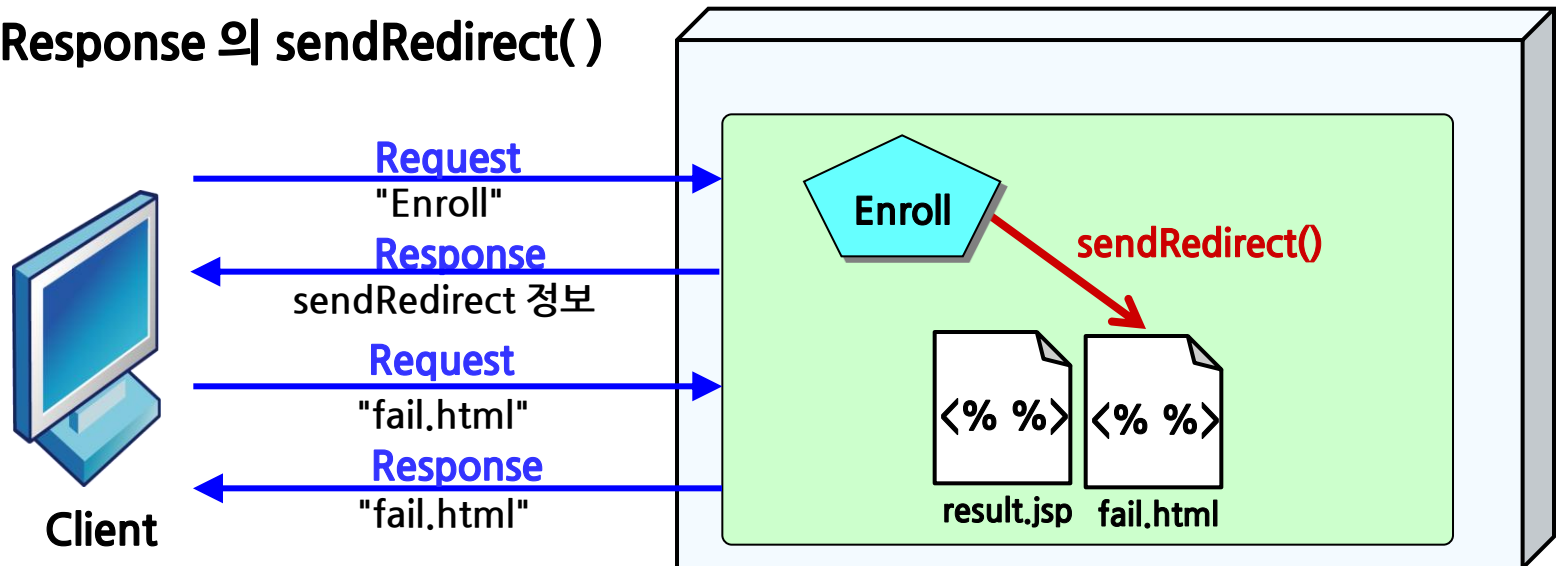 Response 의 sendRedirect( )
Request
"Enroll"
Response
sendRedirect 정보
Request
"fail.html"
Response
"fail.html"
Client
Enroll
sendRedirect()
<% %>
<% %>
result.jsp
fail.html